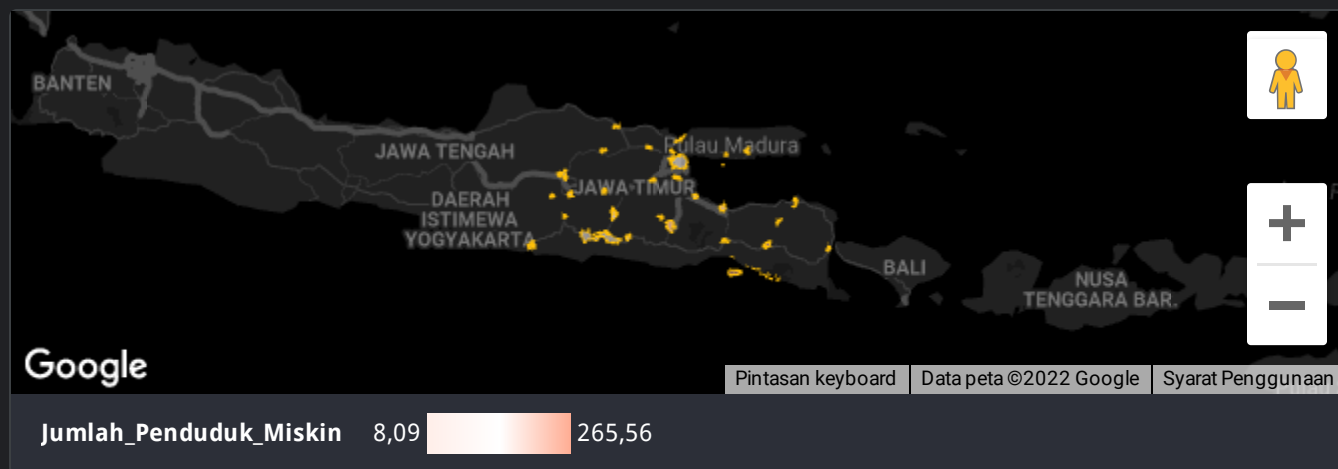 BANTEN
Pulau Madura
JAWA TENGAH
JAWA TIMUR
DAERAH
ISTIMEWA
YOGYAKARTA
BALI
NUSA
TENGGARA BAR.
Google
Pintasan keyboard
Data peta ©2022 Google
Syarat Penggunaan
Jumlah_Penduduk_Miskin 8,09 265,56